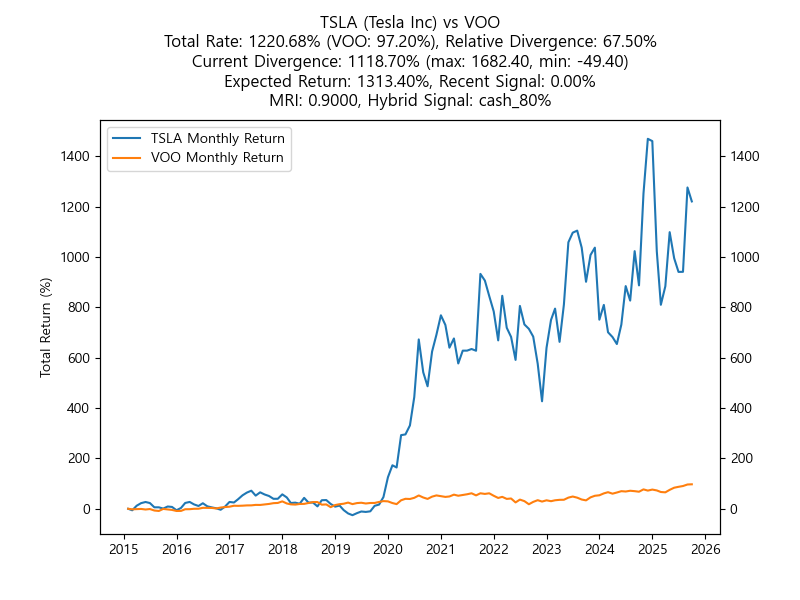 TSLA (Tesla Inc) vs VOO
Total Rate: 1220.68% (VOO: 97.20%), Relative Divergence: 67.50%
Current Divergence: 1118.70% (max: 1682.40, min: -49.40)
Expected Return: 1313.40%, Recent Signal: 0.00%
MRI: 0.9000, Hybrid Signal: cash_80%
TSLA Monthly Return
VOO Monthly Return
Total Return (%)
1400 1400
1200 1200
1000 1000
800 800
600 600
400 400
200 200
0 0
2015 2016 2017 2018 2019 2020 2021 2022 2023 2024 2025 2026